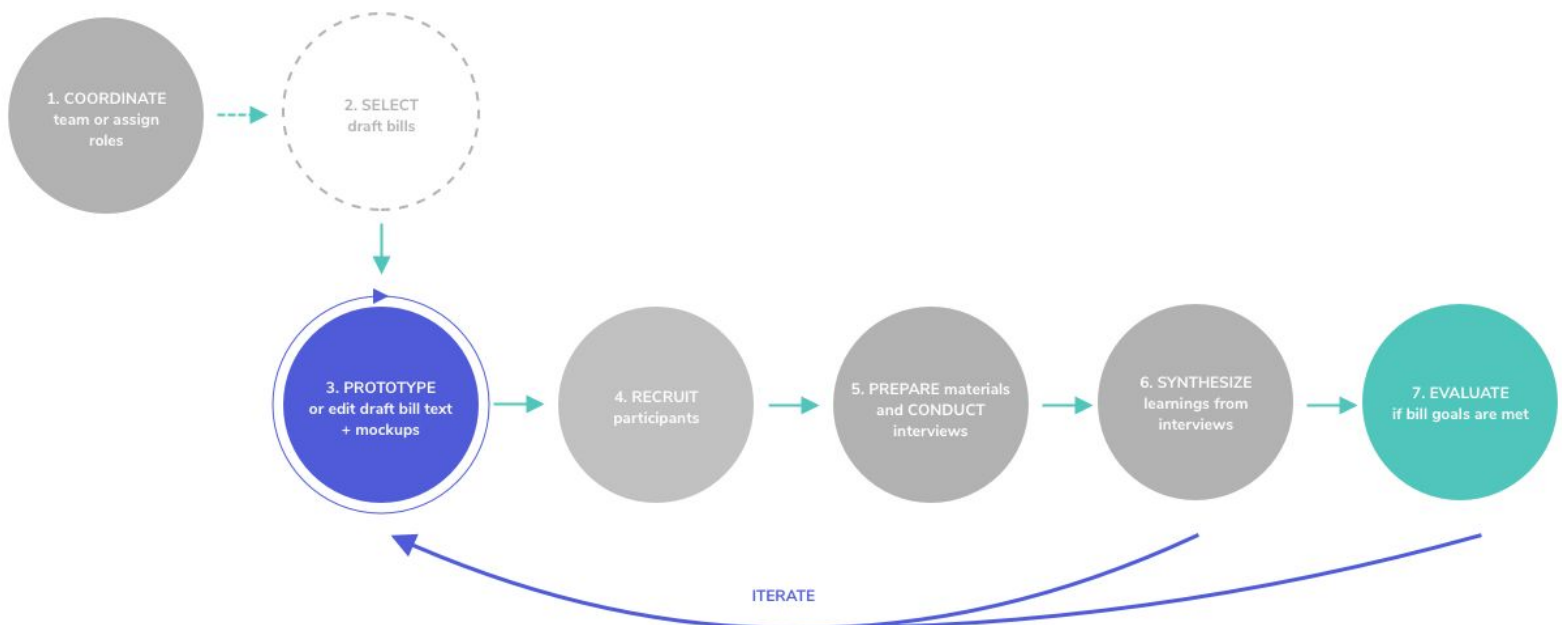 1. COORDINATE
team or assign
roles
2. SELECT
draft bills
3. PROTOTYPE
or edit draft bill text
+ mockups
4. RECRUIT
participants
5. PREPARE materials
and CONDUCT
interviews
6. SYNTHESIZE
learnings from
interviews
7. EVALUATE
if bill goals are met
ITERATE